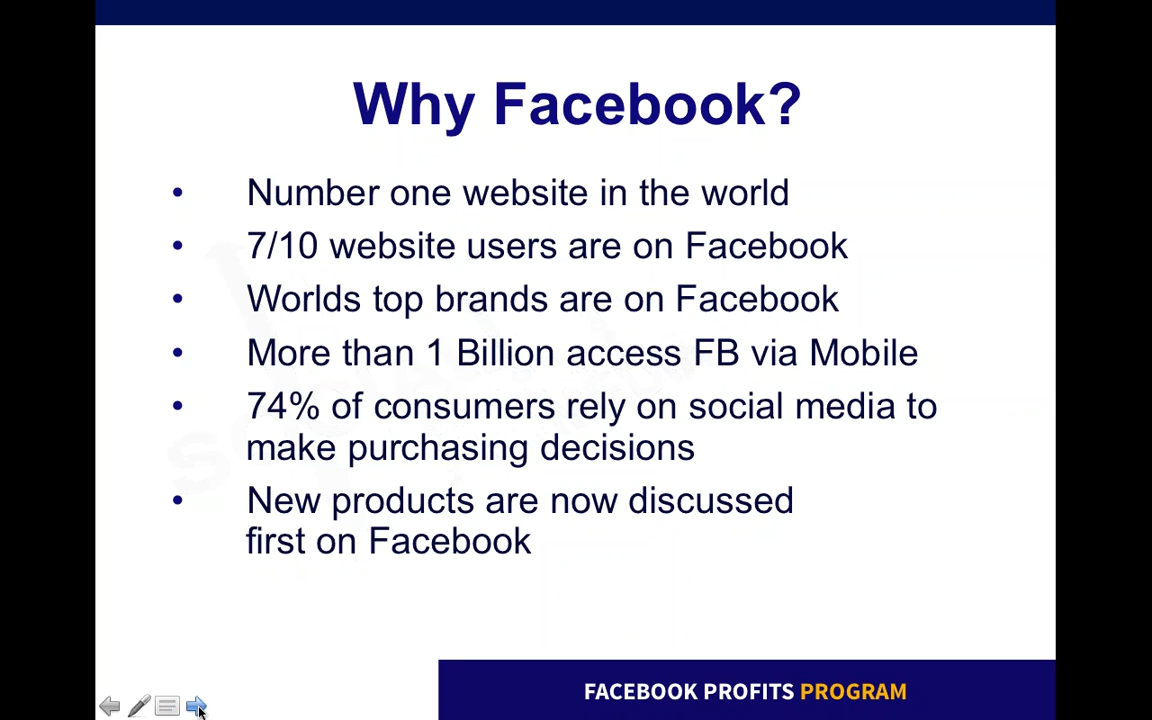 Why Facebook?
• Number one website in the world
• 7/10 website users are on Facebook
• Worlds top brands are on Facebook
• More than 1 Billion access FB via Mobile
• 74% of consumers rely on social media to
make purchasing decisions
• New products are now discussed
first on Facebook
FACEBOOK PROFITS PROGRAM